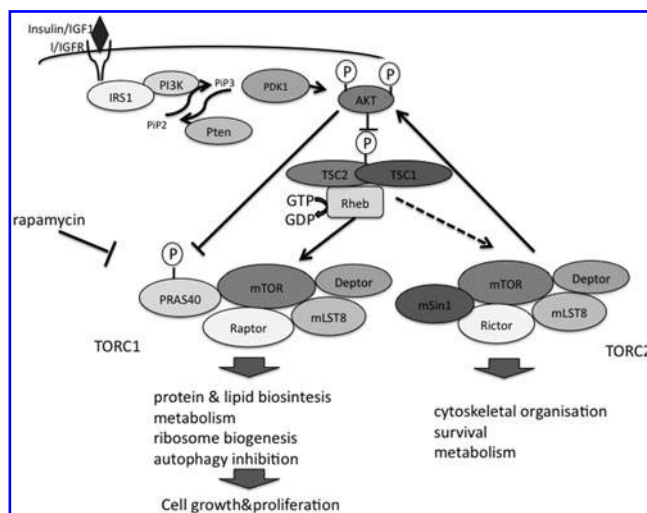 Insulin/IGF1
I/IGFR
IRS1
PI3K
PiP3
PiP2
Pten
PDK1
P
P
AKT
P
TSC2
TSC1
GTP
GDP
Rheb
rapamycin
P
PRAS40
mTOR
Deptor
mLST8
Raptor
TORC1
mSin1
mTOR
Deptor
mLST8
Rictor
TORC2
protein & lipid biosintesis
metabolism
ribosome biogenesis
autophagy inhibition
Cell growth&proliferation
cytoskeletal organisation
survival
metabolism